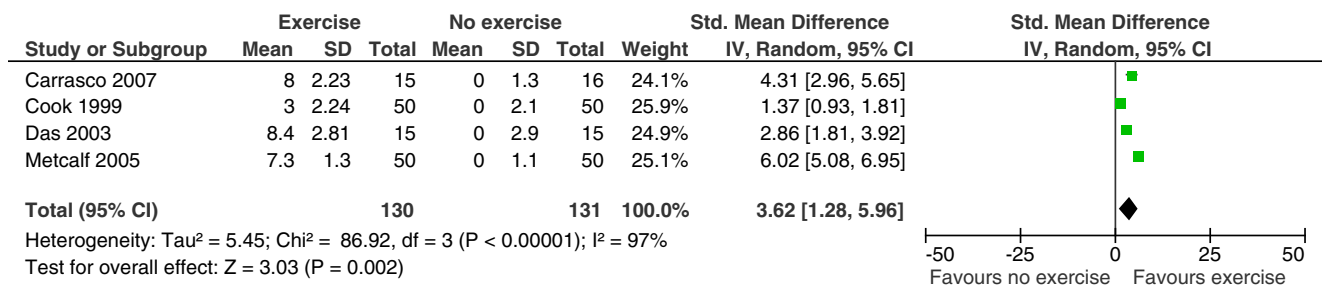 Exercise No exercise Std. Mean Difference Std. Mean Difference
Study or Subgroup Mean SD Total Mean SD Total Weight IV, Random, 95% CI IV, Random, 95% CI
Carrasco 2007 8 2.23 15 0 1.3 16 24.1% 4.31 [2.96, 5.65]
Cook 1999 3 2.24 50 0 2.1 50 25.9% 1.37 [0.93, 1.81]
Das 2003 8.4 2.81 15 0 2.9 15 24.9% 2.86 [1.81, 3.92]
Metcalf 2005 7.3 1.3 50 0 1.1 50 25.1% 6.02 [5.08, 6.95]
Total (95% CI) 130 131 100.0% 3.62 [1.28, 5.96]
Heterogeneity: Tau² = 5.45; Chi² = 86.92, df = 3 (P < 0.00001); I² = 97%
Test for overall effect: Z = 3.03 (P = 0.002)
-50 -25 0 25 50
Favours no exercise Favours exercise